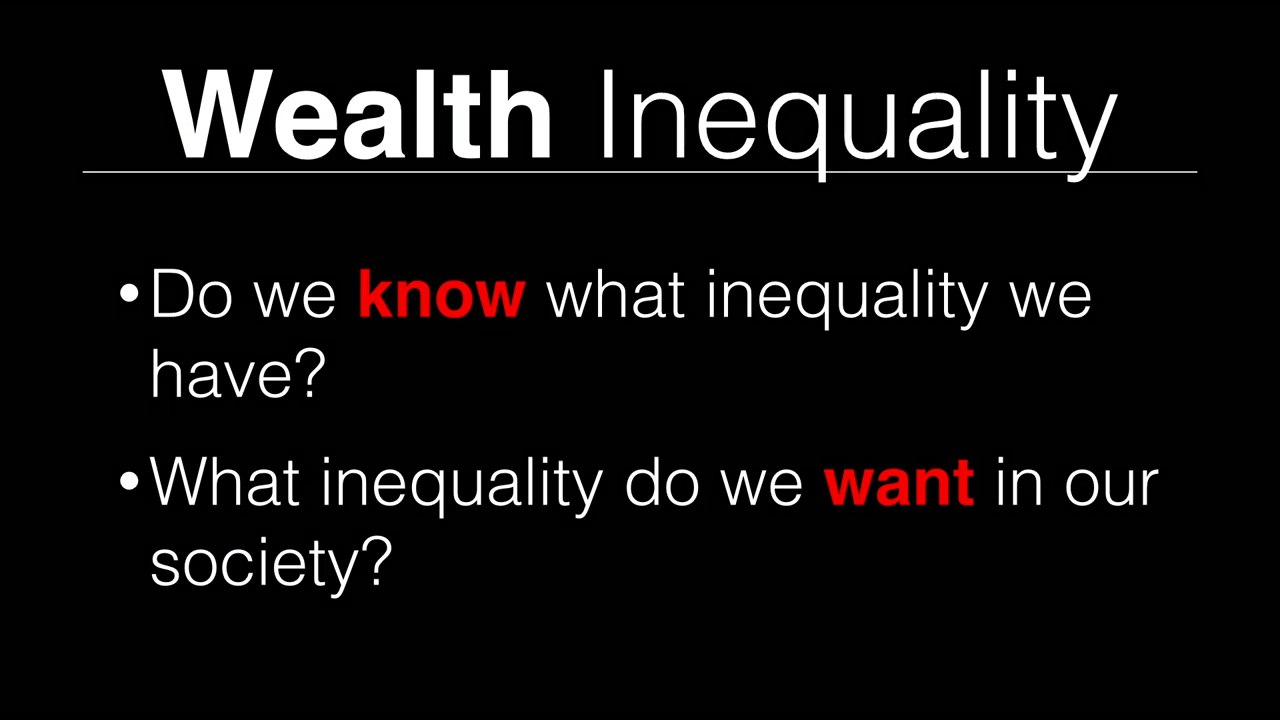 Wealth Inequality
•Do we know what inequality we
have?
•What inequality do we want in our
society?